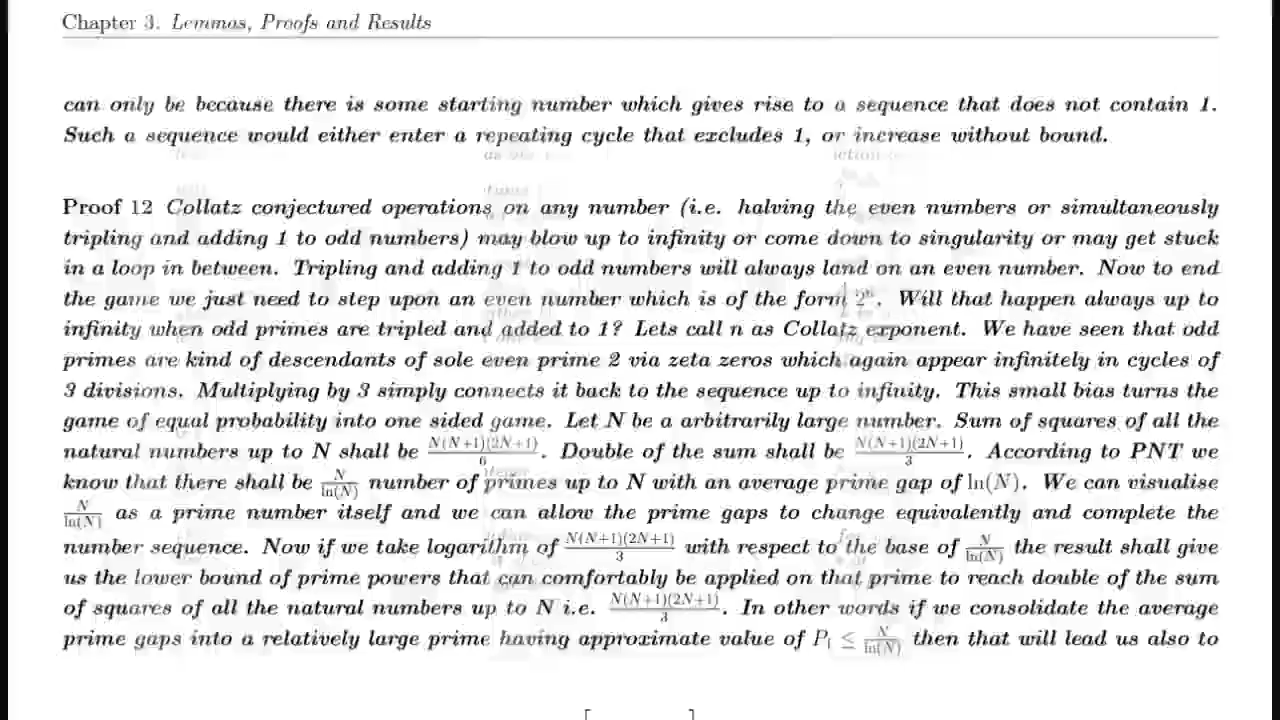 Chapter 3. Lemmas, Proofs and Results
can only be because there is some starting number which gives rise to a sequence that does not contain 1.
Such a sequence would either enter a repeating cycle that excludes 1, or increase without bound.
Proof 12 Collatz conjectured operations on any number (i.e. halving the even numbers or simultaneously
tripling and adding 1 to odd numbers) may blow up to infinity or come down to singularity or may get stuck
in a loop in between. Tripling and adding 1 to odd numbers will always land on an even number. Now to end
the game we just need to step upon an even number which is of the form 2ⁿ. Will that happen always up to
infinity when odd primes are tripled and added to 1? Lets call n as Collatz exponent. We have seen that odd
primes are kind of descendants of sole even prime 2 via zeta zeros which again appear infinitely in cycles of
3 divisions. Multiplying by 3 simply connects it back to the sequence up to infinity. This small bias turns the
game of equal probability into one sided game. Let N be a arbitrarily large number. Sum of squares of all the
natural numbers up to N shall be N(N+1)(2N+1)/6. Double of the sum shall be N(N+1)(2N+1)/3. According to PNT we
know that there shall be N/ln(N) number of primes up to N with an average prime gap of ln(N). We can visualise
N/ln(N) as a prime number itself and we can allow the prime gaps to change equivalently and complete the
number sequence. Now if we take logarithm of N(N+1)(2N+1)/3 with respect to the base of N/ln(N) the result shall give
us the lower bound of prime powers that can comfortably be applied on that prime to reach double of the sum
of squares of all the natural numbers up to N i.e. N(N+1)(2N+1)/3. In other words if we consolidate the average
prime gaps into a relatively large prime having approximate value of P₁ ≤ N/ln(N) then that will lead us also to